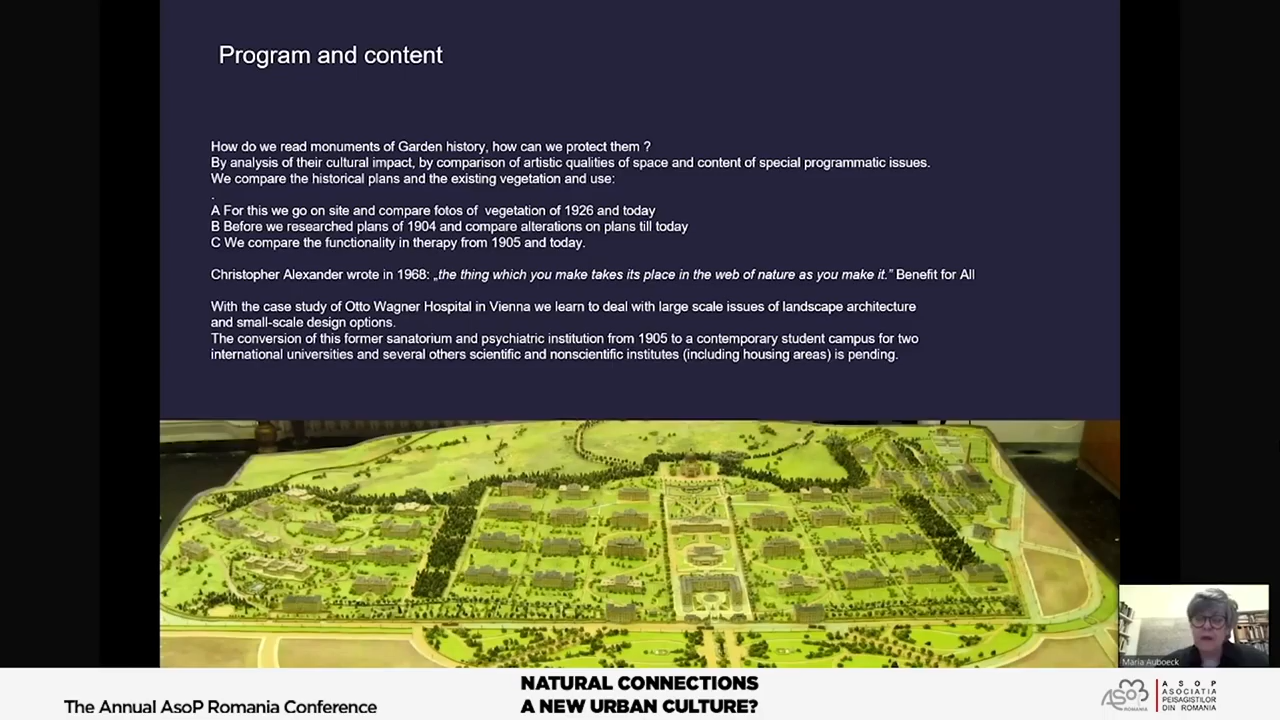 Program and content
How do we read monuments of Garden history, how can we protect them ?
By analysis of their cultural impact, by comparison of artistic qualities of space and content of special programmatic issues.
We compare the historical plans and the existing vegetation and use:
.
A For this we go on site and compare fotos of vegetation of 1926 and today
B Before we researched plans of 1904 and compare alterations on plans till today
C We compare the functionality in therapy from 1905 and today.
Christopher Alexander wrote in 1968: „the thing which you make takes its place in the web of nature as you make it.” Benefit for All
With the case study of Otto Wagner Hospital in Vienna we learn to deal with large scale issues of landscape architecture
and small-scale design options.
The conversion of this former sanatorium and psychiatric institution from 1905 to a contemporary student campus for two
international universities and several others scientific and nonscientific institutes (including housing areas) is pending.
Maria Auboeck
The Annual AsoP Romania Conference
NATURAL CONNECTIONS
A NEW URBAN CULTURE?
ASoP
ROMANIA
A S O P
ASOCIATIA
PEISAGISTILOR
DIN ROMANIA